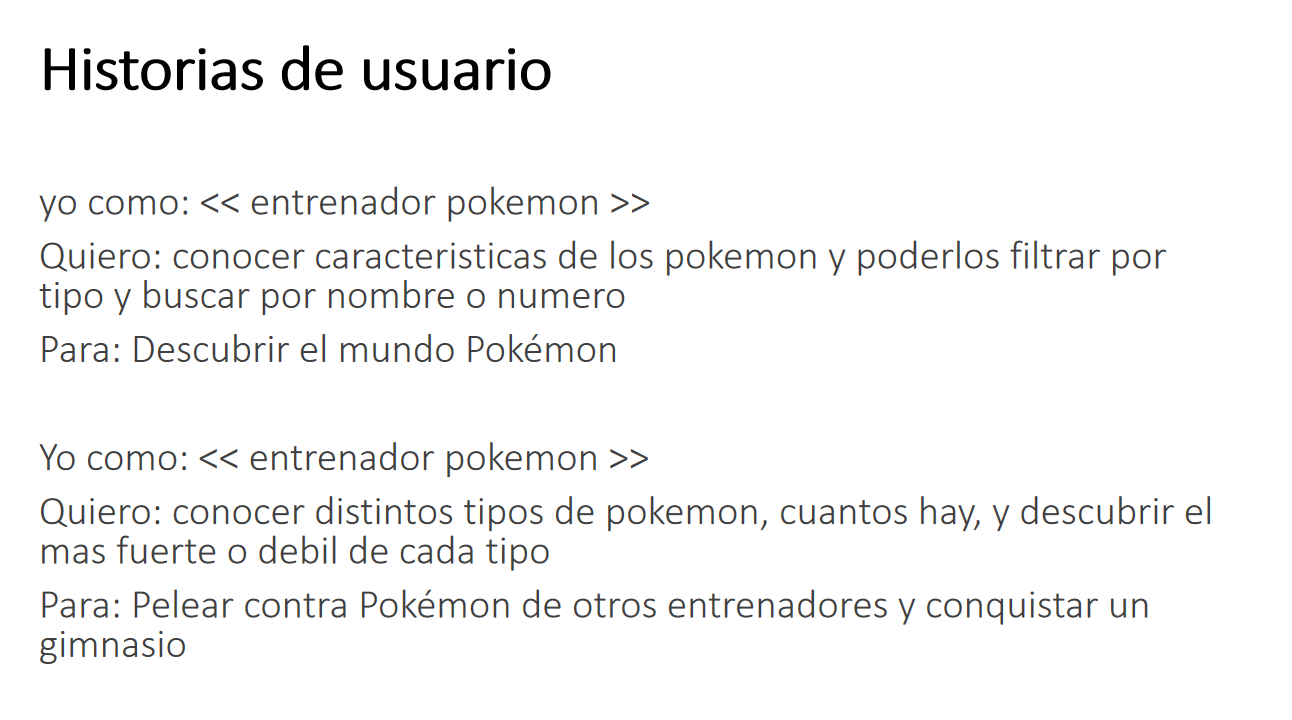 Historias de usuario
yo como: << entrenador pokemon >>
Quiero: conocer caracteristicas de los pokemon y poderlos filtrar por
tipo y buscar por nombre o numero
Para: Descubrir el mundo Pokémon
Yo como: << entrenador pokemon >>
Quiero: conocer distintos tipos de pokemon, cuantos hay, y descubrir el
mas fuerte o debil de cada tipo
Para: Pelear contra Pokémon de otros entrenadores y conquistar un
gimnasio